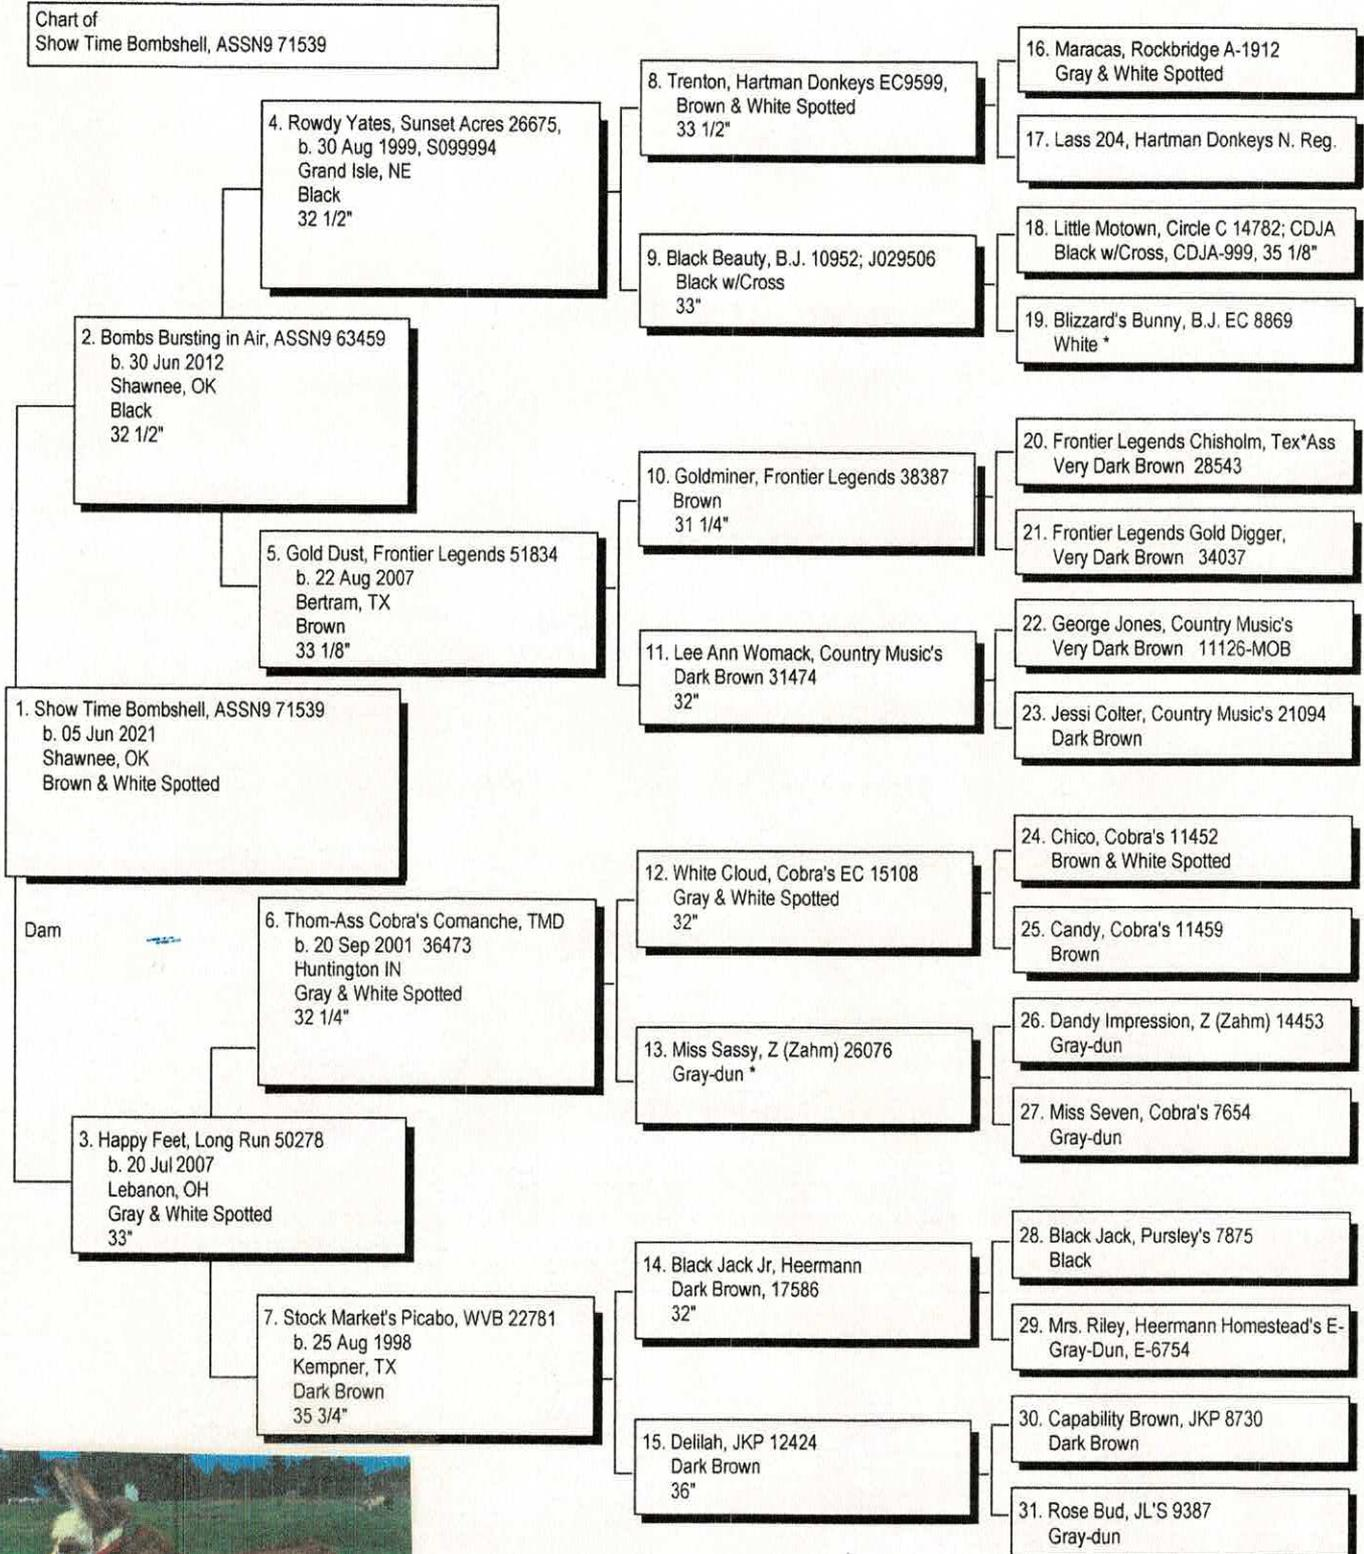 Chart of
Show Time Bombshell, ASSN9 71539
1. Show Time Bombshell, ASSN9 71539
b. 05 Jun 2021
Shawnee, OK
Brown & White Spotted
Dam
2. Bombs Bursting in Air, ASSN9 63459
b. 30 Jun 2012
Shawnee, OK
Black
32 1/2"
3. Happy Feet, Long Run 50278
b. 20 Jul 2007
Lebanon, OH
Gray & White Spotted
33"
4. Rowdy Yates, Sunset Acres 26675,
b. 30 Aug 1999, S099994
Grand Isle, NE
Black
32 1/2"
5. Gold Dust, Frontier Legends 51834
b. 22 Aug 2007
Bertram, TX
Brown
33 1/8"
6. Thom-Ass Cobra's Comanche, TMD
b. 20 Sep 2001 36473
Huntington IN
Gray & White Spotted
32 1/4"
7. Stock Market's Picabo, WVB 22781
b. 25 Aug 1998
Kempner, TX
Dark Brown
35 3/4"
8. Trenton, Hartman Donkeys EC9599,
Brown & White Spotted
33 1/2"
9. Black Beauty, B.J. 10952; J029506
Black w/Cross
33"
10. Goldminer, Frontier Legends 38387
Brown
31 1/4"
11. Lee Ann Womack, Country Music's
Dark Brown 31474
32"
12. White Cloud, Cobra's EC 15108
Gray & White Spotted
32"
13. Miss Sassy, Z (Zahm) 26076
Gray-dun *
14. Black Jack Jr, Heermann
Dark Brown, 17586
32"
15. Delilah, JKP 12424
Dark Brown
36"
16. Maracas, Rockbridge A-1912
Gray & White Spotted
17. Lass 204, Hartman Donkeys N. Reg.
18. Little Motown, Circle C 14782; CDJA
Black w/Cross, CDJA-999, 35 1/8"
19. Blizzard's Bunny, B.J. EC 8869
White *
20. Frontier Legends Chisholm, Tex*Ass
Very Dark Brown 28543
21. Frontier Legends Gold Digger,
Very Dark Brown 34037
22. George Jones, Country Music's
Very Dark Brown 11126-MOB
23. Jessi Colter, Country Music's 21094
Dark Brown
24. Chico, Cobra's 11452
Brown & White Spotted
25. Candy, Cobra's 11459
Brown
26. Dandy Impression, Z (Zahm) 14453
Gray-dun
27. Miss Seven, Cobra's 7654
Gray-dun
28. Black Jack, Pursley's 7875
Black
29. Mrs. Riley, Heermann Homestead's E-
Gray-Dun, E-6754
30. Capability Brown, JKP 8730
Dark Brown
31. Rose Bud, JL'S 9387
Gray-dun